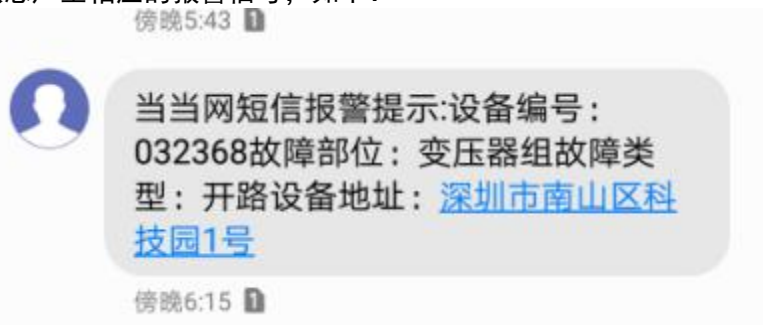 傍晚5:43 1
当当网短信报警提示:设备编号：
032368故障部位：变压器组故障类
型：开路设备地址：深圳市南山区科
技园1号
傍晚6:15 1